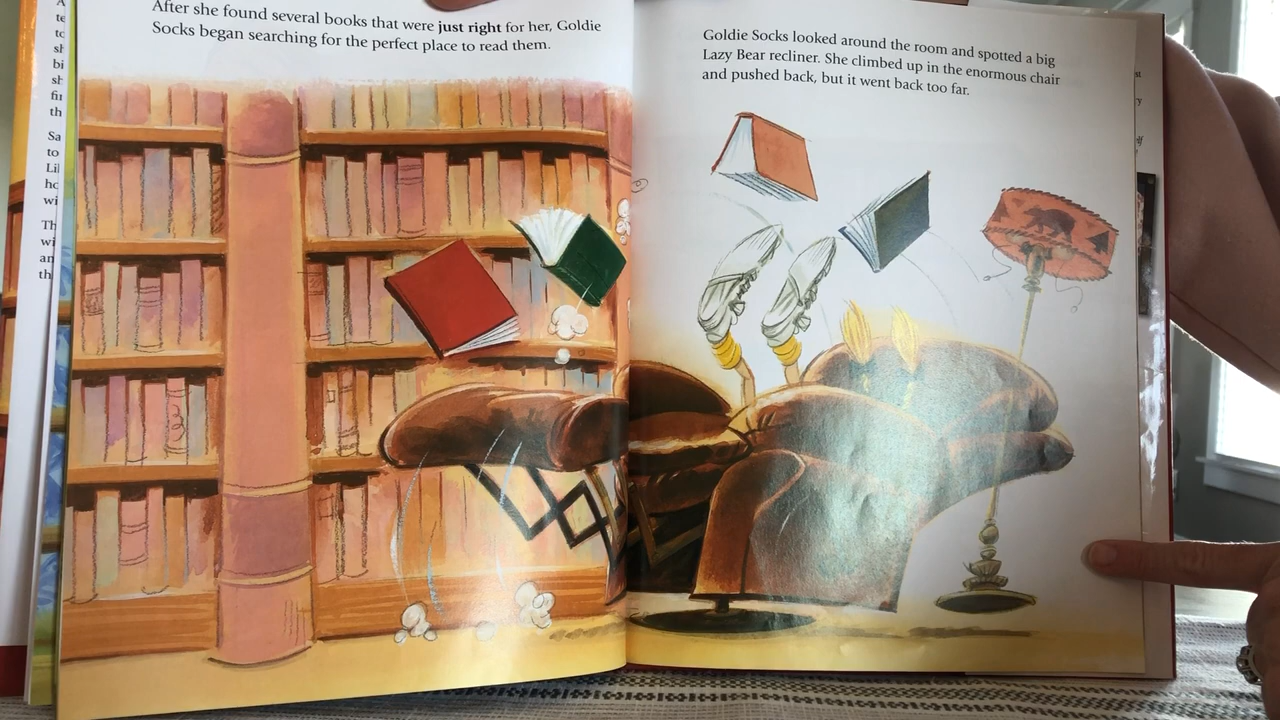 After she found several books that were just right for her, Goldie
Socks began searching for the perfect place to read them.
Goldie Socks looked around the room and spotted a big
Lazy Bear recliner. She climbed up in the enormous chair
and pushed back, but it went back too far.